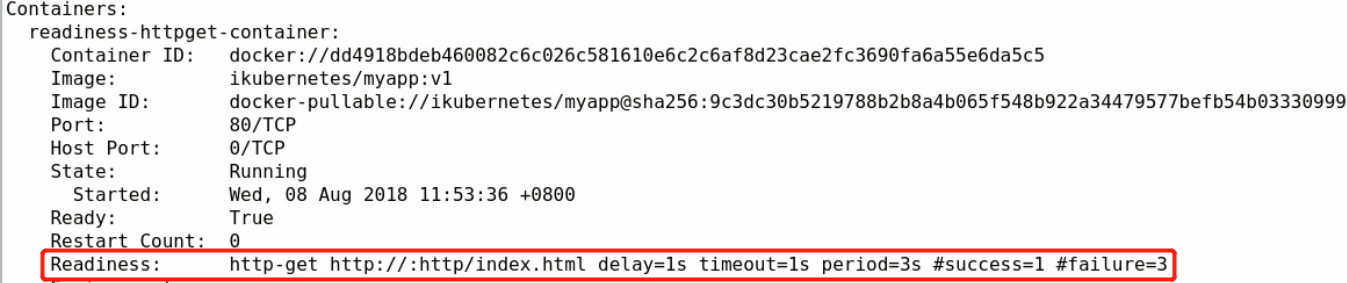 Containers:
readiness-httpget-container:
Container ID: docker://dd4918bdeb460082c6c026c581610e6c2c6af8d23cae2fc3690fa6a55e6da5c5
Image: ikubernetes/myapp:v1
Image ID: docker-pullable://ikubernetes/myapp@sha256:9c3dc30b5219788b2b8a4b065f548b922a34479577befb54b03330999
Port: 80/TCP
Host Port: 0/TCP
State: Running
Started: Wed, 08 Aug 2018 11:53:36 +0800
Ready: True
Restart Count: 0
Readiness: http-get http://:http/index.html delay=1s timeout=1s period=3s #success=1 #failure=3